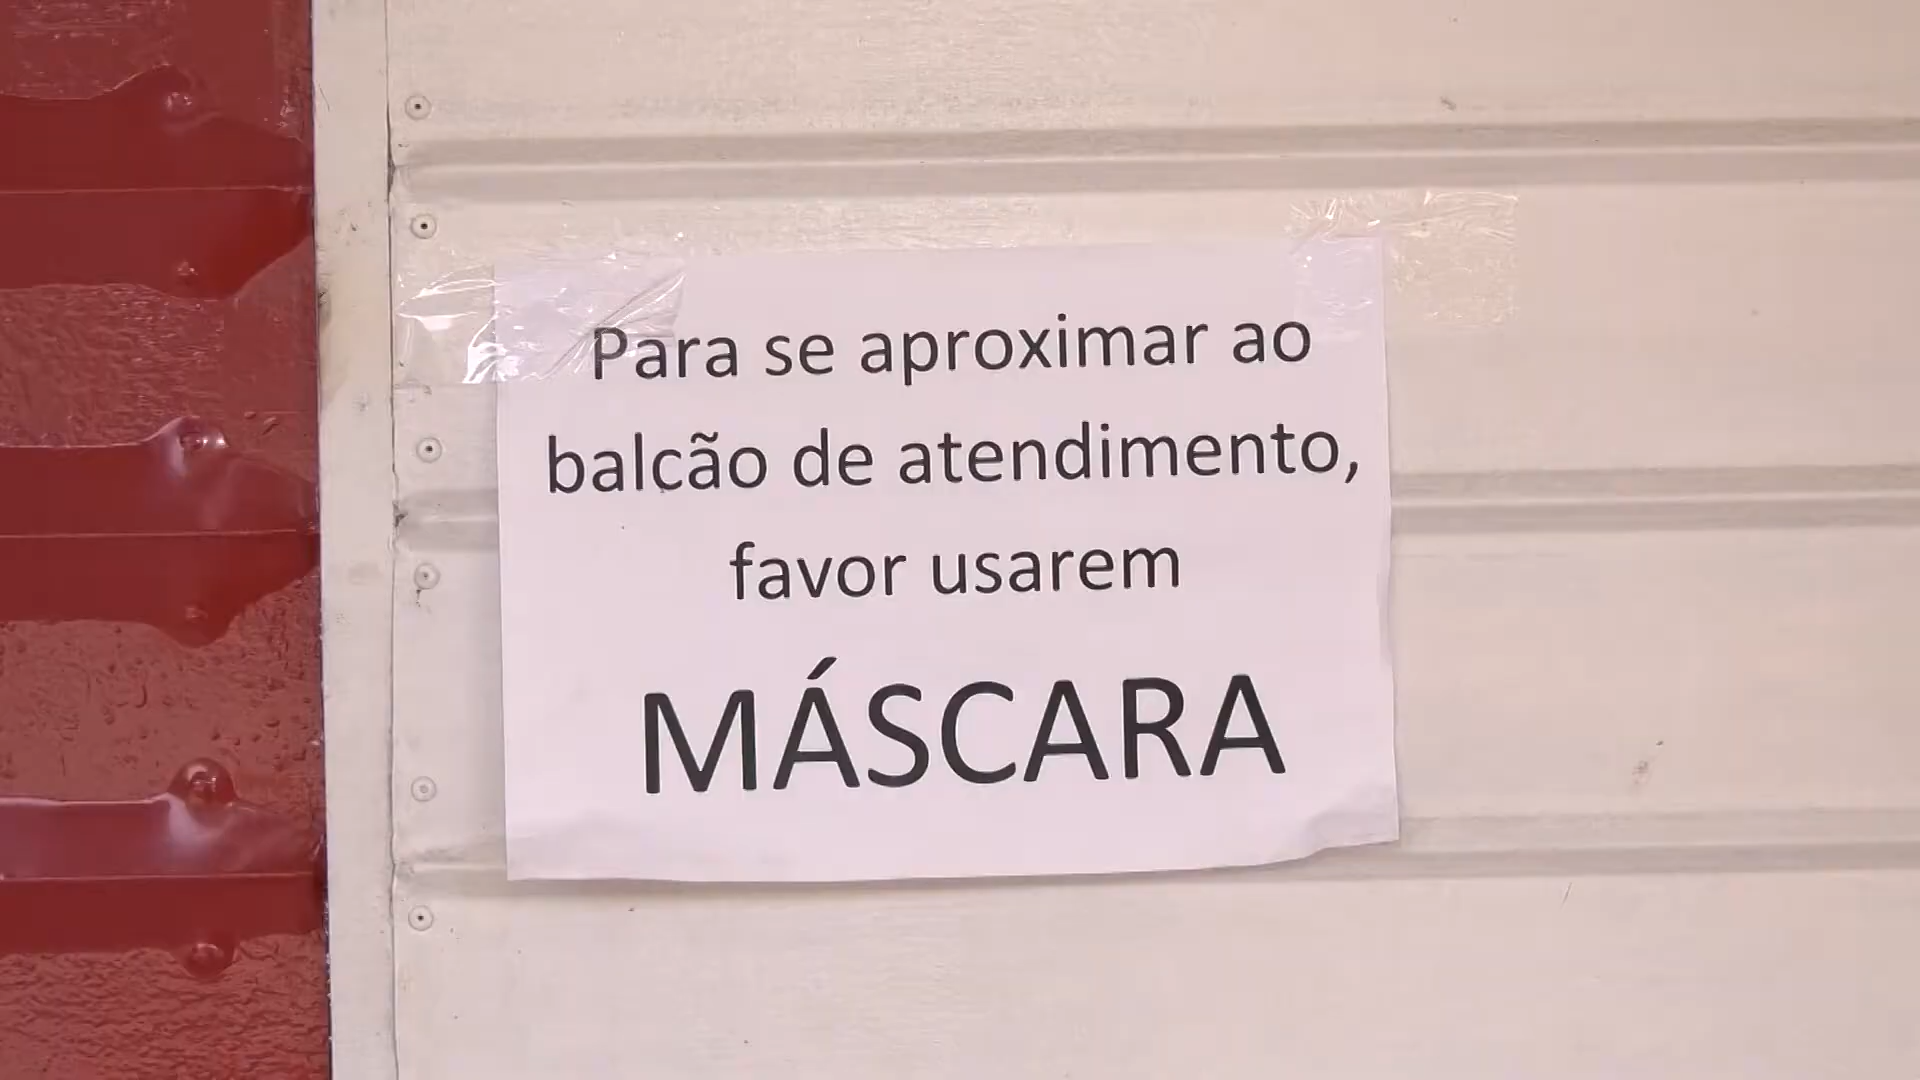 Para se aproximar ao
balcão de atendimento,
favor usarem
MÁSCARA